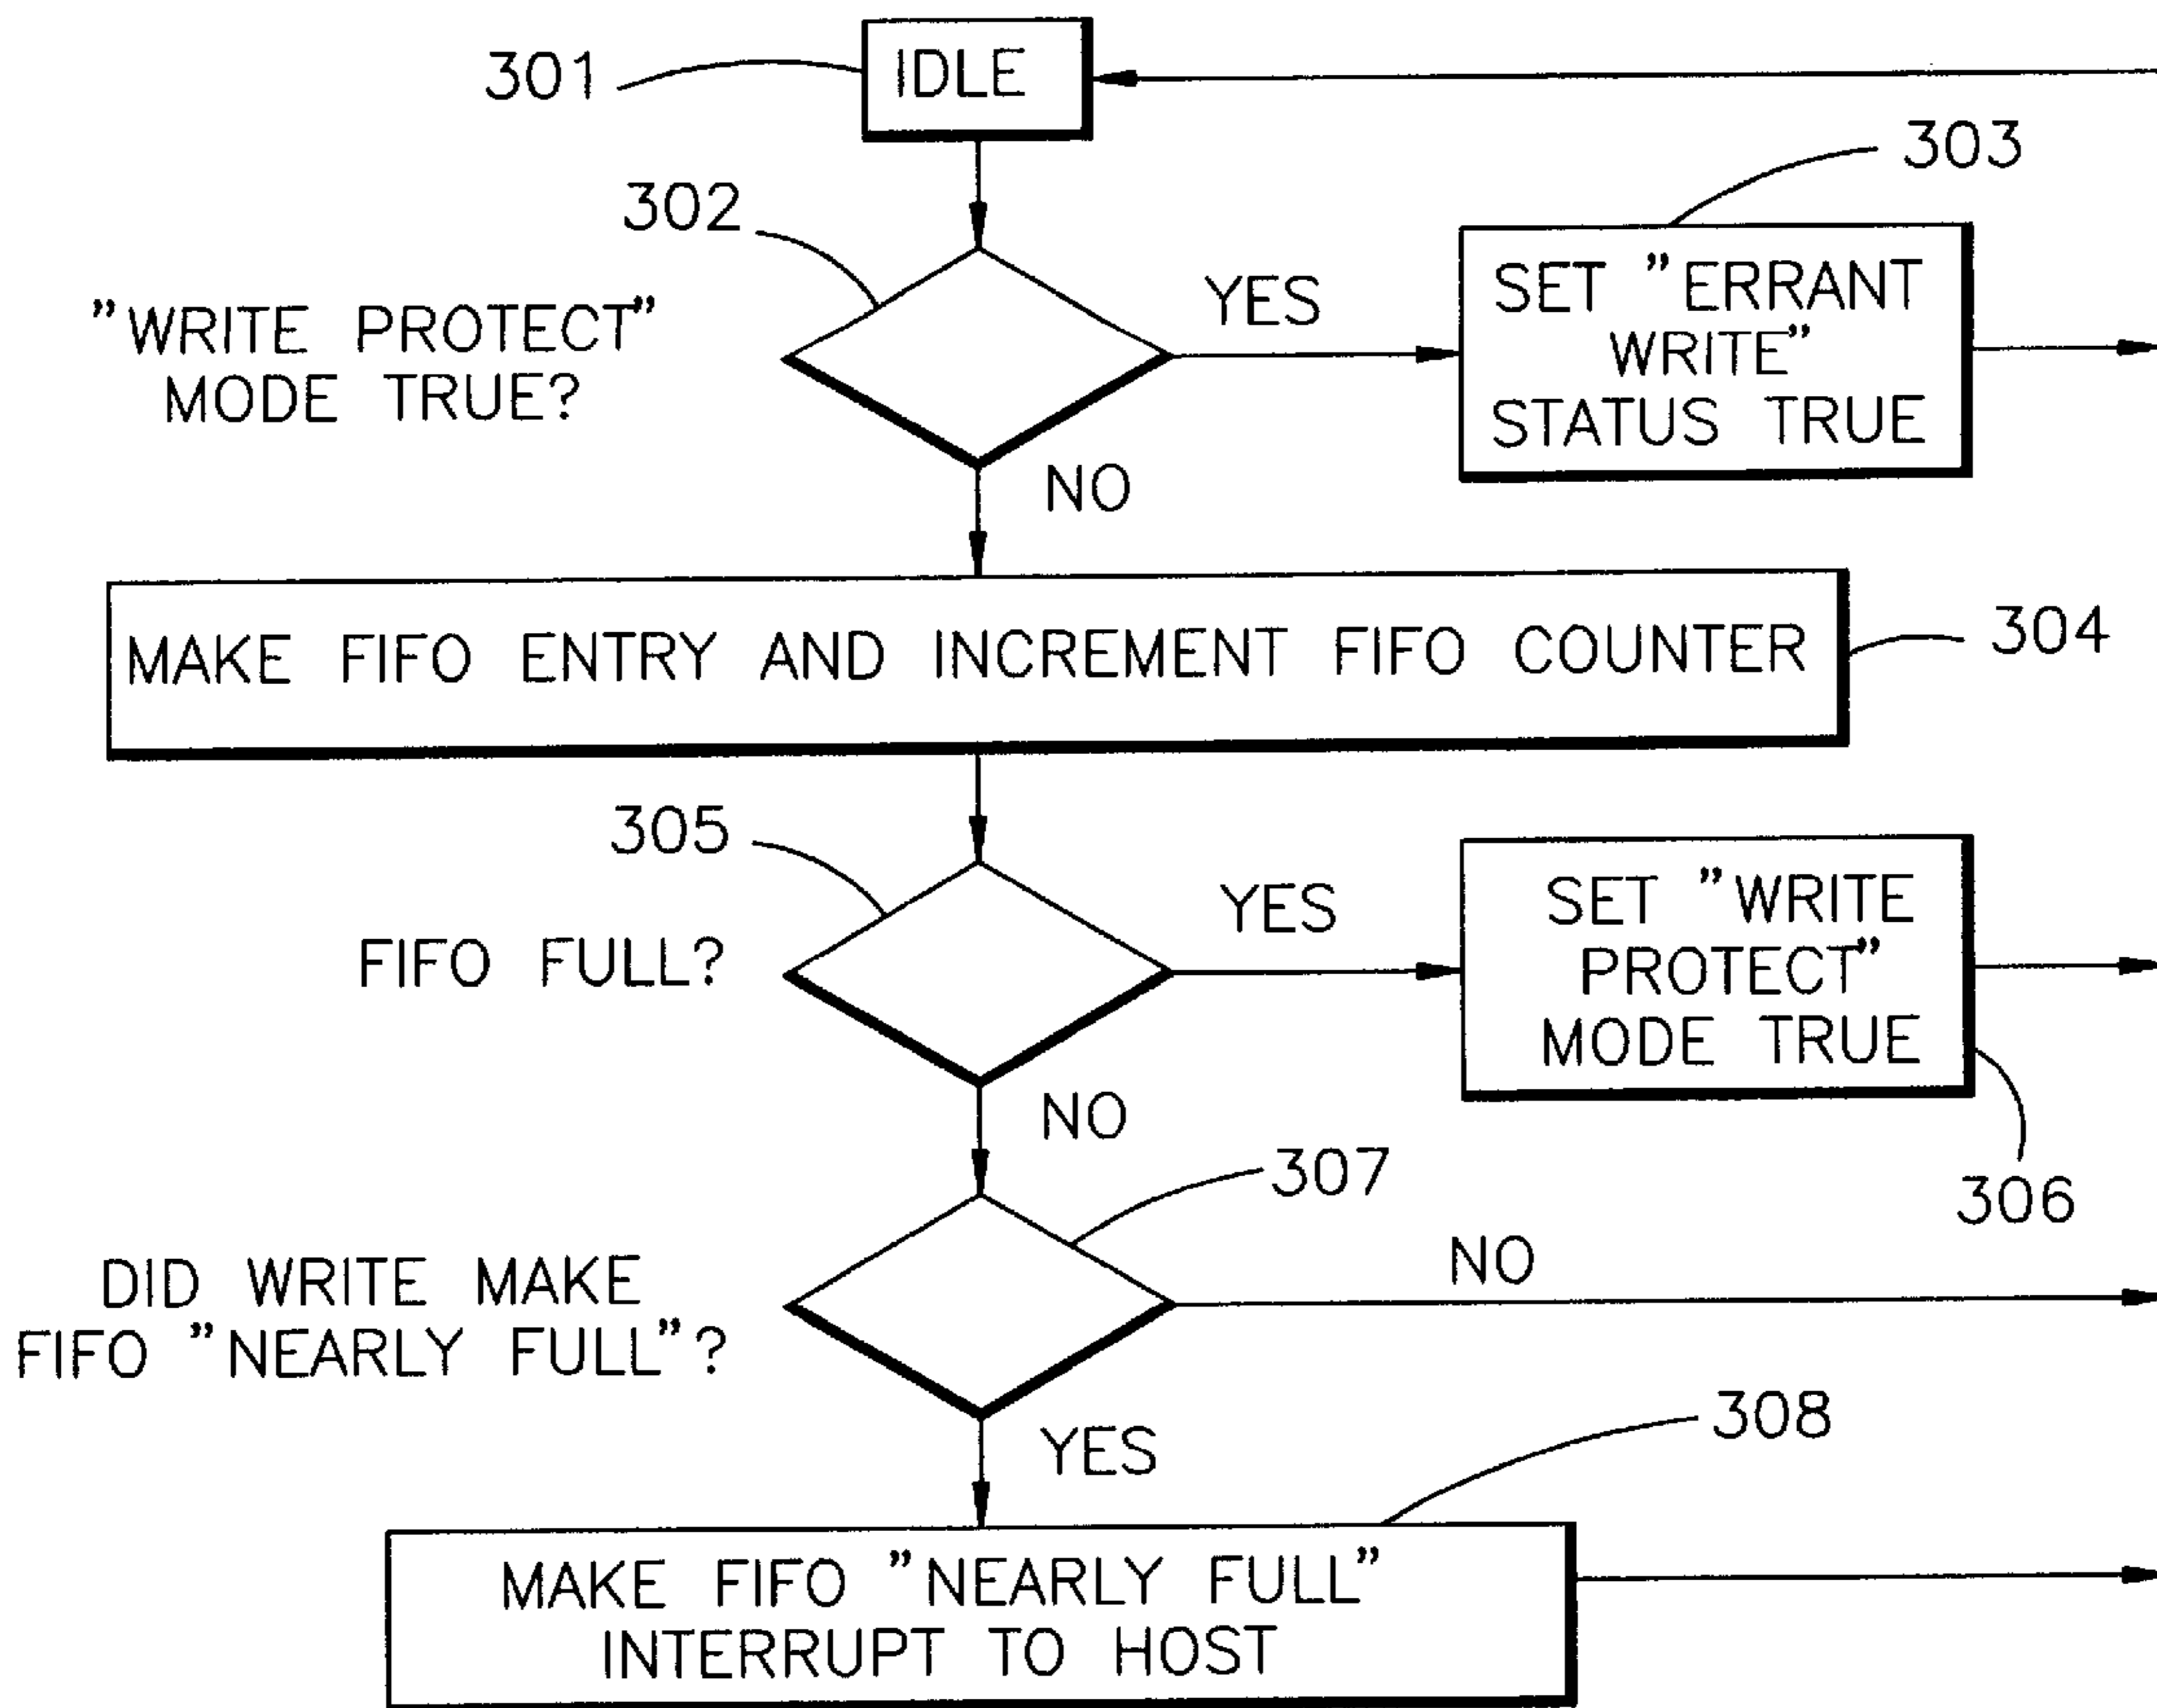 301
IDLE
303
302
"WRITE PROTECT"
MODE TRUE?
YES
SET "ERRANT
WRITE"
STATUS TRUE
NO
MAKE FIFO ENTRY AND INCREMENT FIFO COUNTER
304
305
FIFO FULL?
YES
SET "WRITE
PROTECT"
MODE TRUE
306
NO
307
DID WRITE MAKE
FIFO "NEARLY FULL"?
NO
YES
308
MAKE FIFO "NEARLY FULL"
INTERRUPT TO HOST